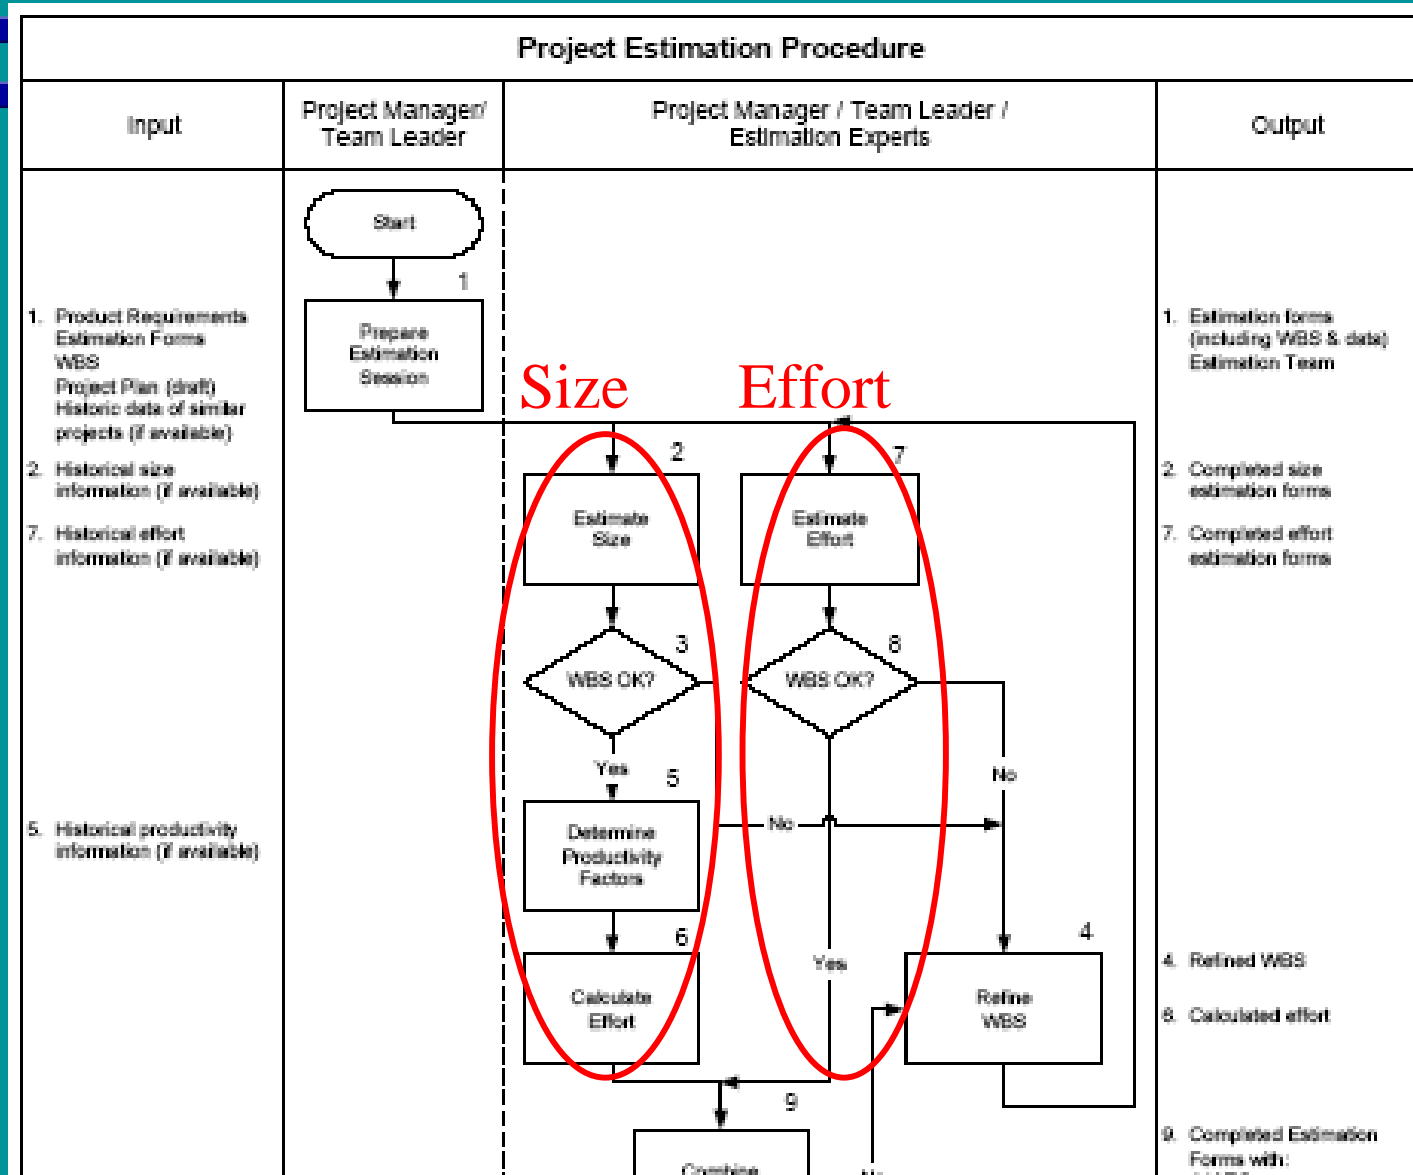 Project Estimation Procedure
Input
Project Manager/
Team Leader
Project Manager / Team Leader /
Estimation Experts
Output
Start
1
Prepare
Estimation
Session
1. Product Requirements
Estimation Forms
WBS
Project Plan (draft)
Historic data of similar
projects (if available)
2. Historical size
information (if available)
7. Historical effort
information (if available)
5. Historical productivity
information (if available)
Size
Effort
2
Estimate
Size
7
Estimate
Effort
3
WBS OK?
8
WBS OK?
Yes
No
5
Determine
Productivity
Factors
No
6
Calculate
Effort
Yes
4
Refine
WBS
9
Combine
No
1. Estimation forms
(including WBS & data)
Estimation Team
2. Completed size
estimation forms
7. Completed effort
estimation forms
4. Refined WBS
6. Calculated effort
9. Completed Estimation
Forms with: